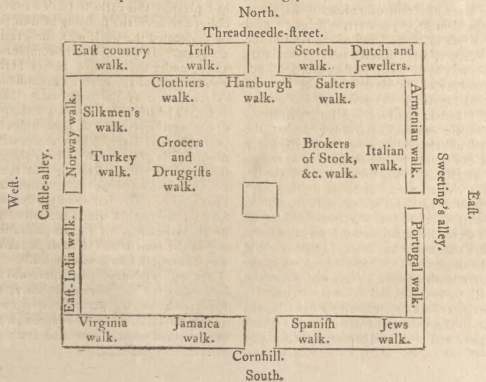 North.
Threadneedle-ſtreet.
Eaſt country walk.
Iriſh walk.
Scotch walk.
Dutch and Jewellers.
Clothiers walk.
Hamburgh walk.
Salters walk.
Silkmen's walk.
Norway walk.
Turkey walk.
Grocers and Druggiſts walk.
Brokers of Stock, &c. walk.
Italian walk.
Armenian walk.
Weſt.
Caſtle-alley.
Sweeting's alley.
Eaſt.
Eaſt-India walk.
Portugal walk.
Virginia walk.
Jamaica walk.
Spaniſh walk.
Jews walk.
Cornhill.
South.